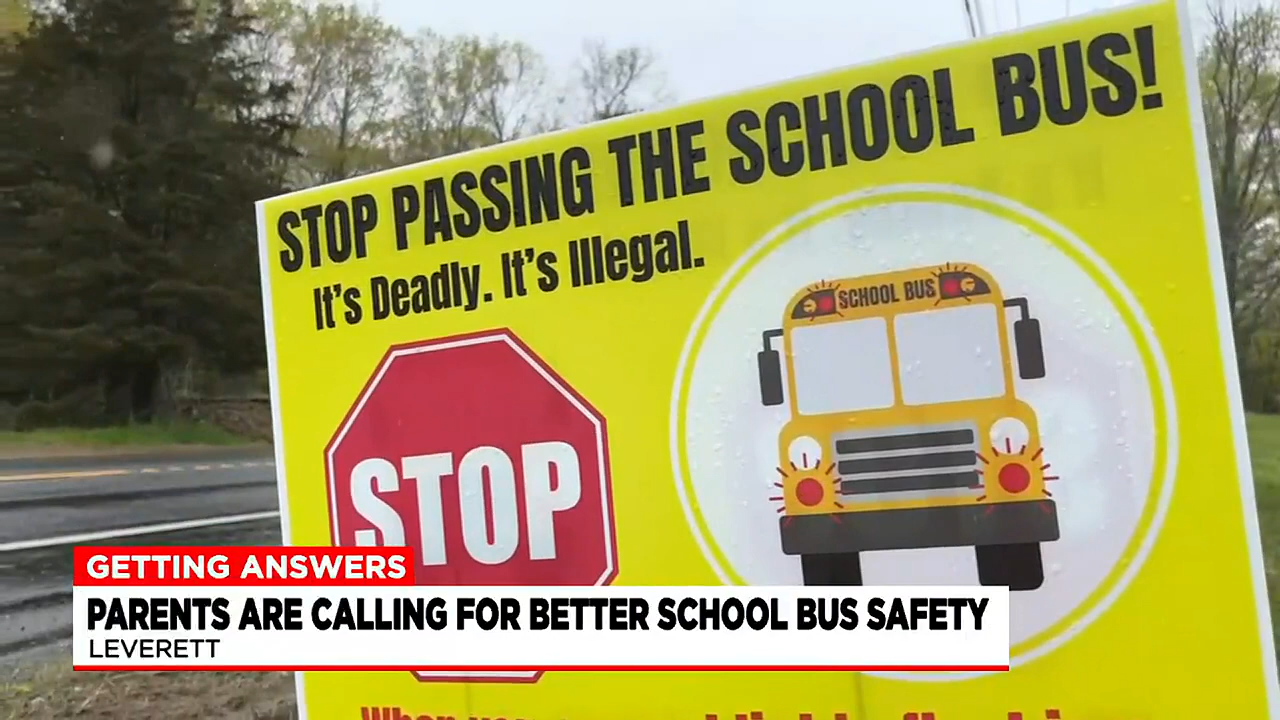 STOP PASSING THE SCHOOL BUS!
It's Deadly. It's Illegal.
SCHOOL BUS
STOP
GETTING ANSWERS
PARENTS ARE CALLING FOR BETTER SCHOOL BUS SAFETY
LEVERETT
When